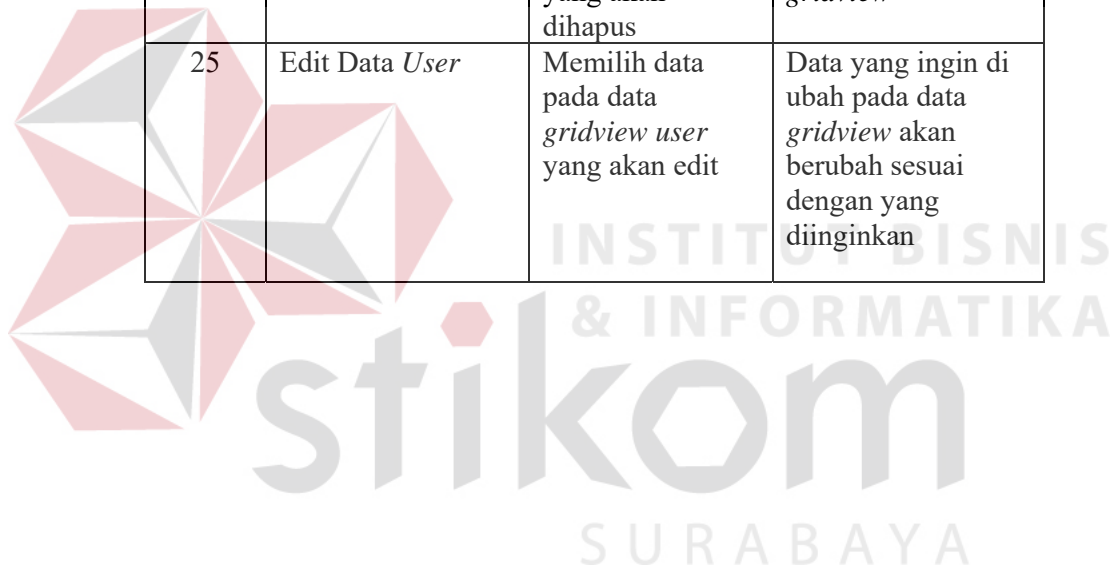 dihapus
25 Edit Data User Memilih data Data yang ingin di
pada data ubah pada data
gridview user gridview akan
yang akan edit berubah sesuai
dengan yang
diinginkan
INSTITUT BISNIS
& INFORMATIKA
stikom
SURABAYA